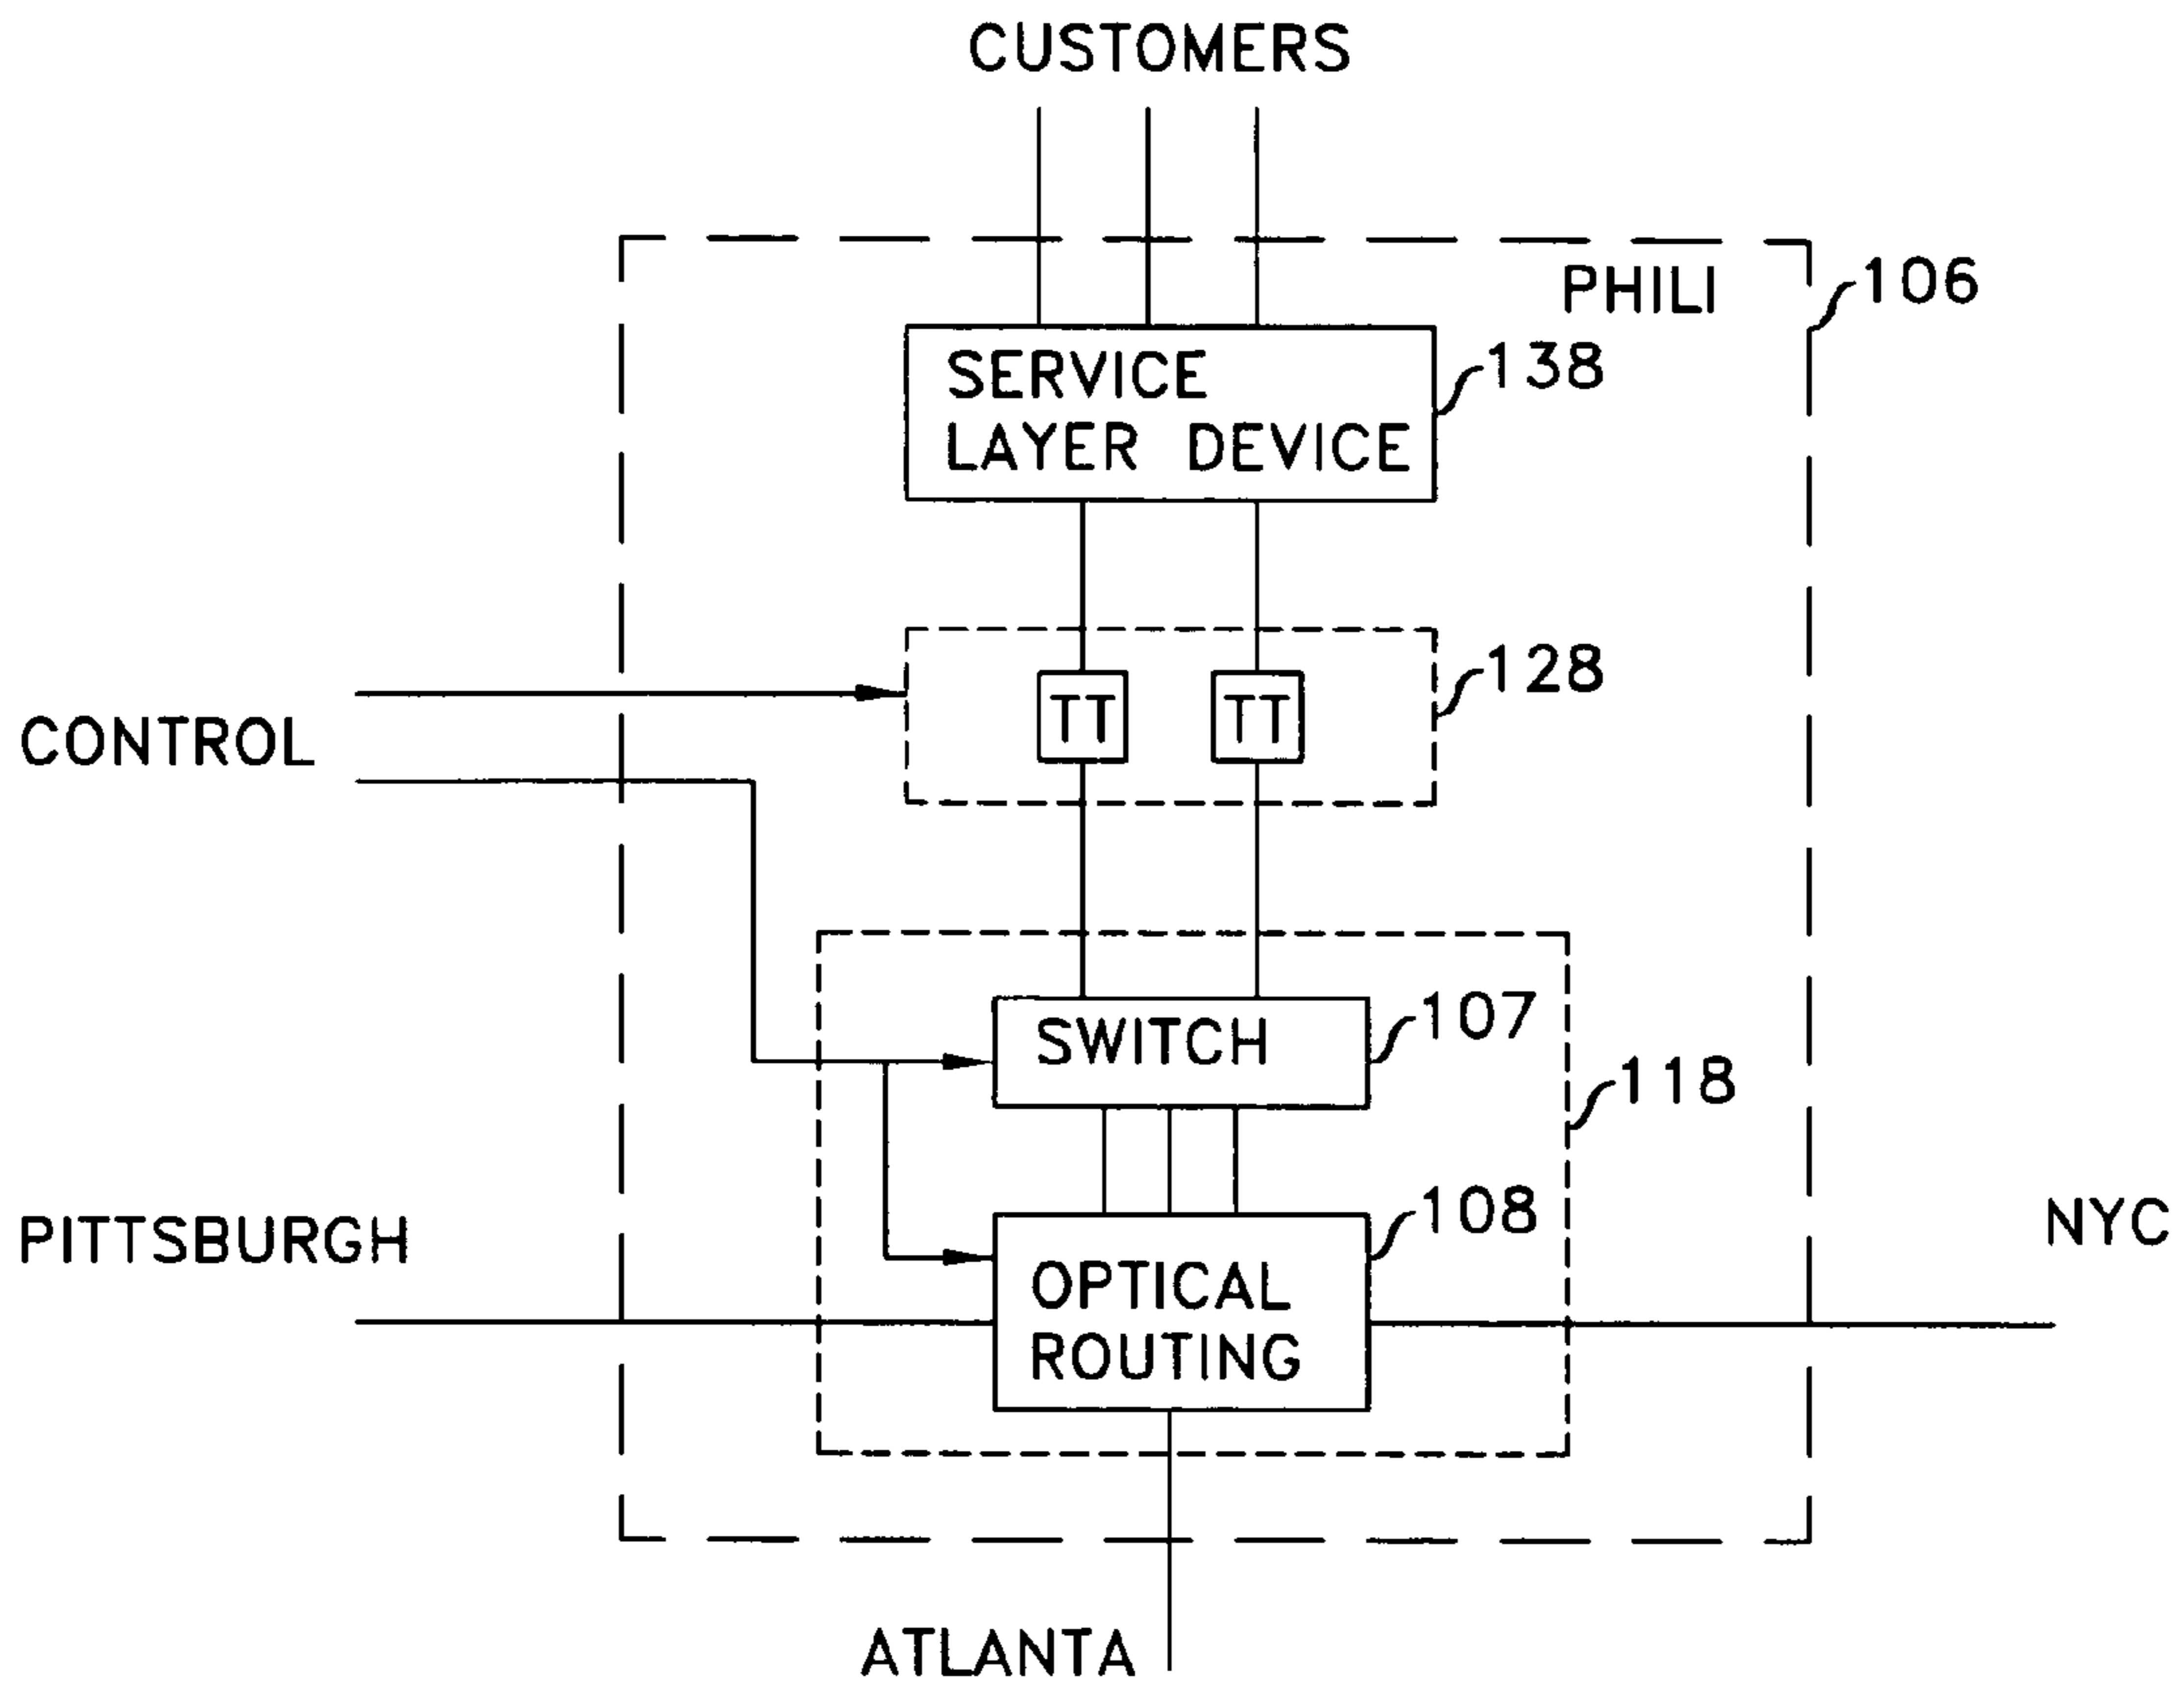 CUSTOMERS
PHILI
106
SERVICE
LAYER DEVICE
138
128
TT TT
CONTROL
SWITCH
107
118
108
PITTSBURGH
NYC
OPTICAL
ROUTING
ATLANTA